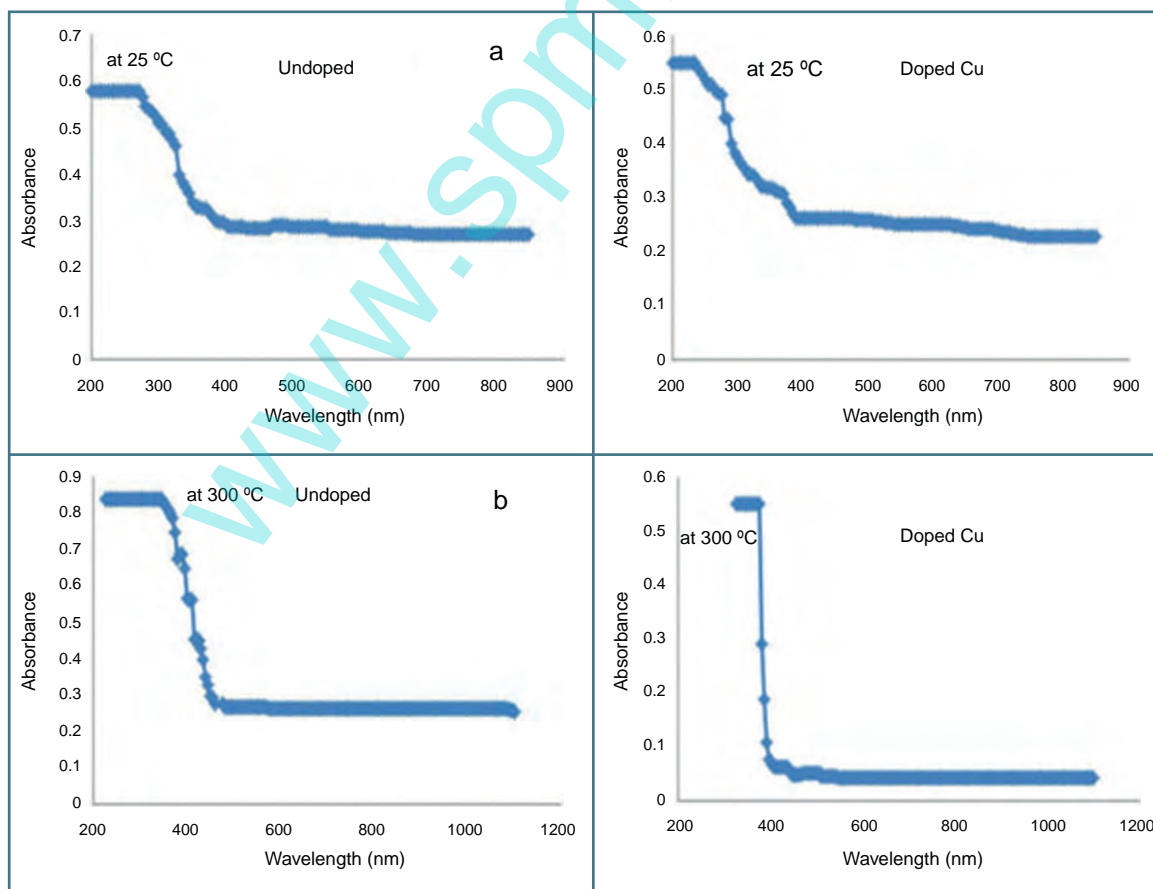 at 25 ºC
Undoped
a
Absorbance
0.7
0.6
0.5
0.4
0.3
0.2
0.1
0
200 300 400 500 600 700 800 900
Wavelength (nm)
at 25 ºC
Doped Cu
Absorbance
0.6
0.5
0.4
0.3
0.2
0.1
0
200 300 400 500 600 700 800 900
Wavelength (nm)
at 300 ºC Undoped
b
Absorbance
0.9
0.8
0.7
0.6
0.5
0.4
0.3
0.2
0.1
0
200 400 600 800 1000 1200
Wavelength (nm)
at 300 ºC
Doped Cu
Absorbance
0.6
0.5
0.4
0.3
0.2
0.1
0
200 400 600 800 1000 1200
Wavelength (nm)
www.spm